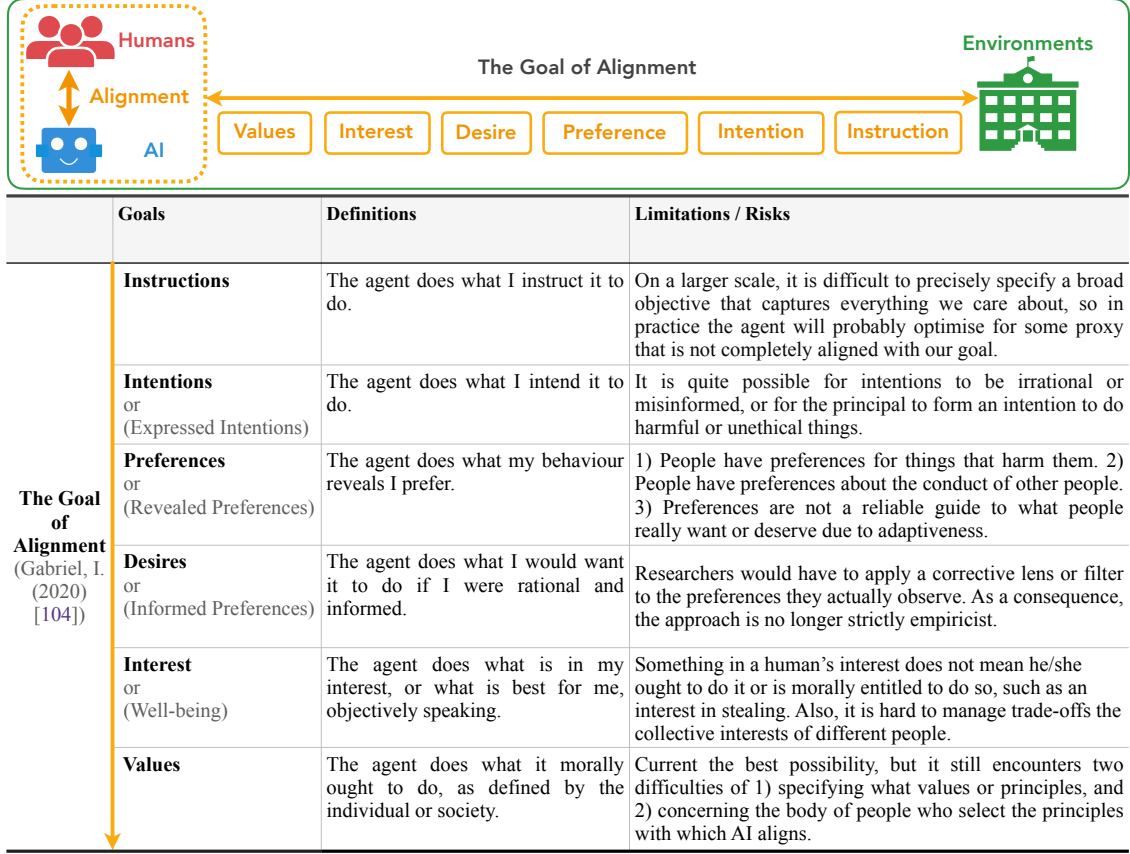 Humans
Alignment
AI
The Goal of Alignment
Values
Interest
Desire
Preference
Intention
Instruction
Environments
Goals
Definitions
Limitations / Risks
The Goal
of
Alignment
(Gabriel, I.
(2020)
[104])
Instructions
The agent does what I instruct it to
do.
On a larger scale, it is difficult to precisely specify a broad
objective that captures everything we care about, so in
practice the agent will probably optimise for some proxy
that is not completely aligned with our goal.
Intentions
or
(Expressed Intentions)
The agent does what I intend it to
do.
It is quite possible for intentions to be irrational or
misinformed, or for the principal to form an intention to do
harmful or unethical things.
Preferences
or
(Revealed Preferences)
The agent does what my behaviour
reveals I prefer.
1) People have preferences for things that harm them. 2)
People have preferences about the conduct of other people.
3) Preferences are not a reliable guide to what people
really want or deserve due to adaptiveness.
Desires
or
(Informed Preferences)
The agent does what I would want
it to do if I were rational and
informed.
Researchers would have to apply a corrective lens or filter
to the preferences they actually observe. As a consequence,
the approach is no longer strictly empiricist.
Interest
or
(Well-being)
The agent does what is in my
interest, or what is best for me,
objectively speaking.
Something in a human's interest does not mean he/she
ought to do it or is morally entitled to do so, such as an
interest in stealing. Also, it is hard to manage trade-offs the
collective interests of different people.
Values
The agent does what it morally
ought to do, as defined by the
individual or society.
Current the best possibility, but it still encounters two
difficulties of 1) specifying what values or principles, and
2) concerning the body of people who select the principles
with which AI aligns.